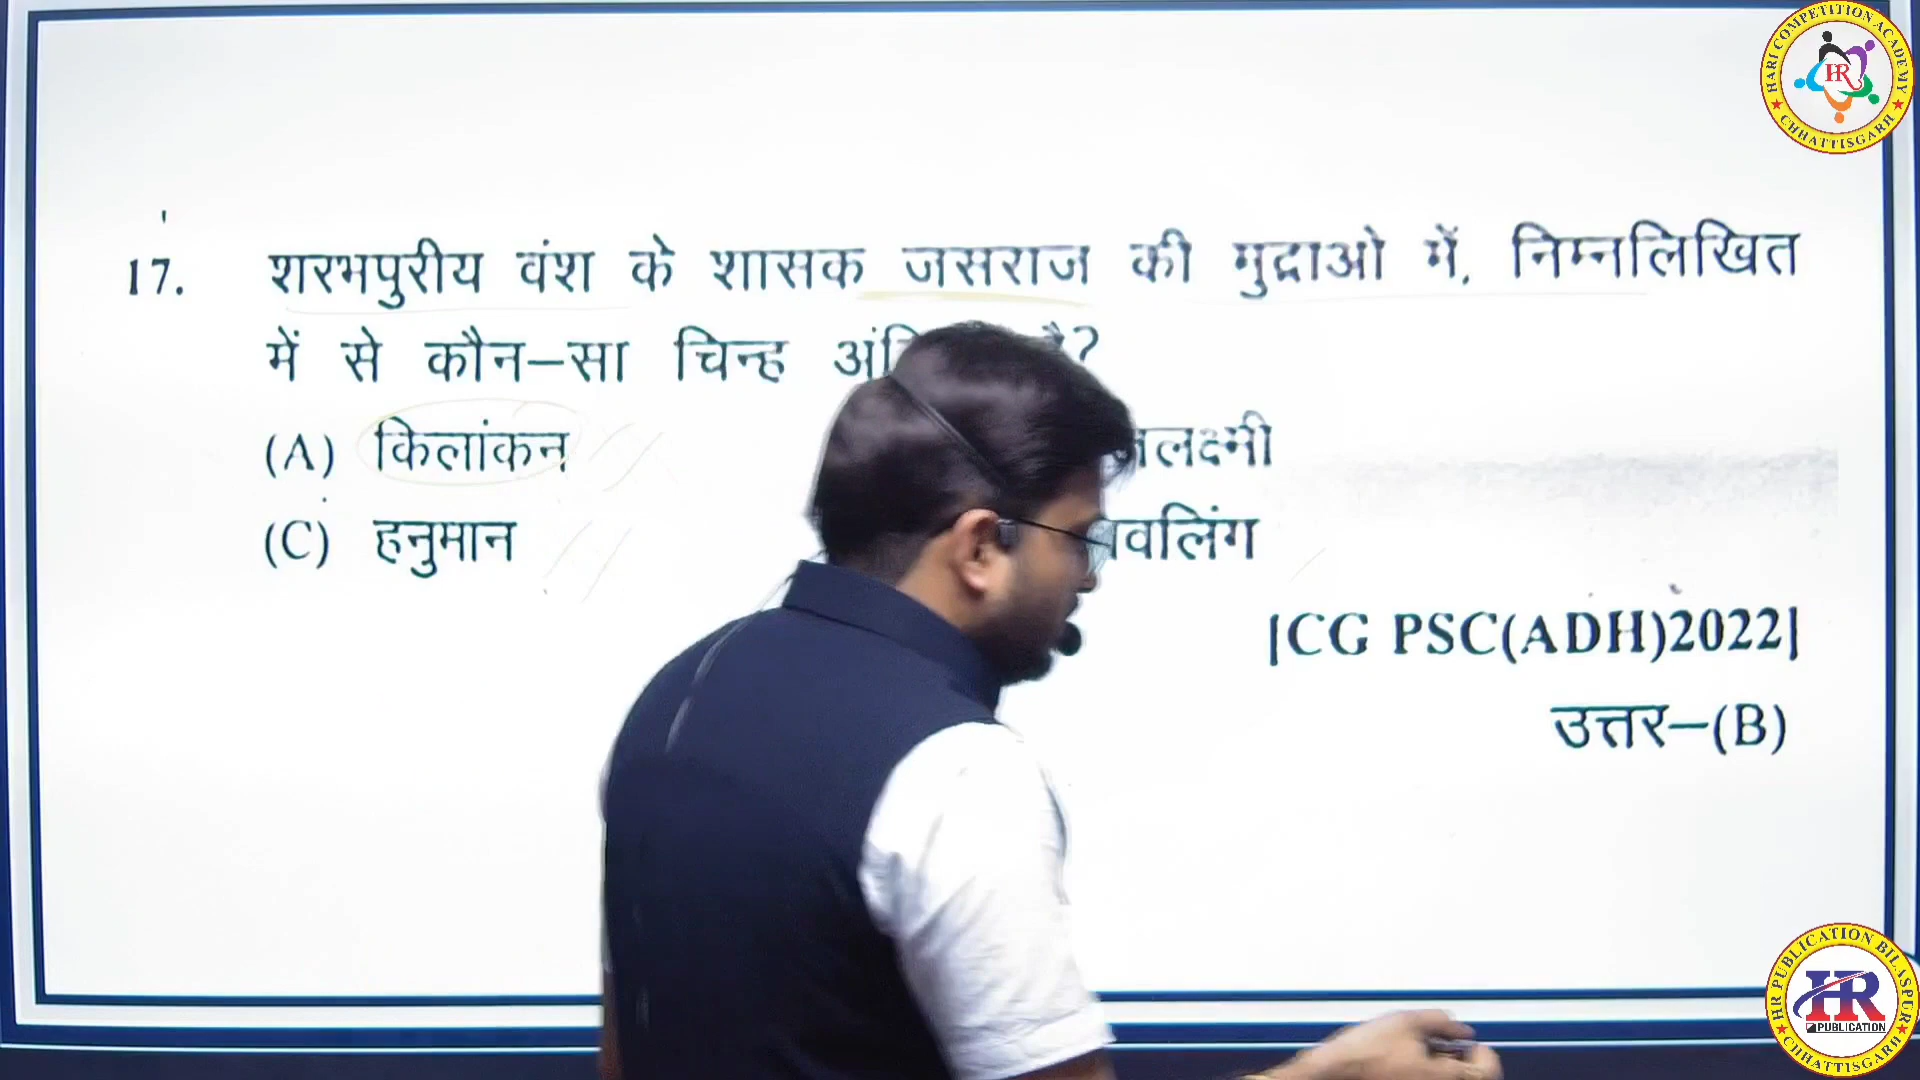 HARI COMPETITION ACADEMY
HR
CHHATTISGARH
17. शरभपुरीय वंश के शासक जसराज की मुद्राओ में, निम्नलिखित
में से कौन–सा चिन्ह
(A) किलांकन
(C) हनुमान
[CG PSC(ADH)2022]
उत्तर–(B)
HR PUBLICATION BILASPUR
HR
PUBLICATION
CHHATTISGARH